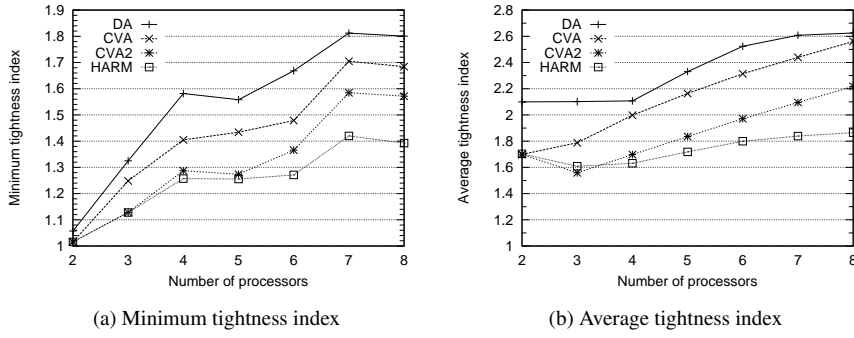 1.9
1.8
1.7
1.6
1.5
1.4
1.3
1.2
1.1
1
Minimum tightness index
DA
CVA
CVA2
HARM
2 3 4 5 6 7 8
Number of processors
(a) Minimum tightness index
2.8
2.6
2.4
2.2
2
1.8
1.6
1.4
1.2
1
Average tightness index
DA
CVA
CVA2
HARM
2 3 4 5 6 7 8
Number of processors
(b) Average tightness index